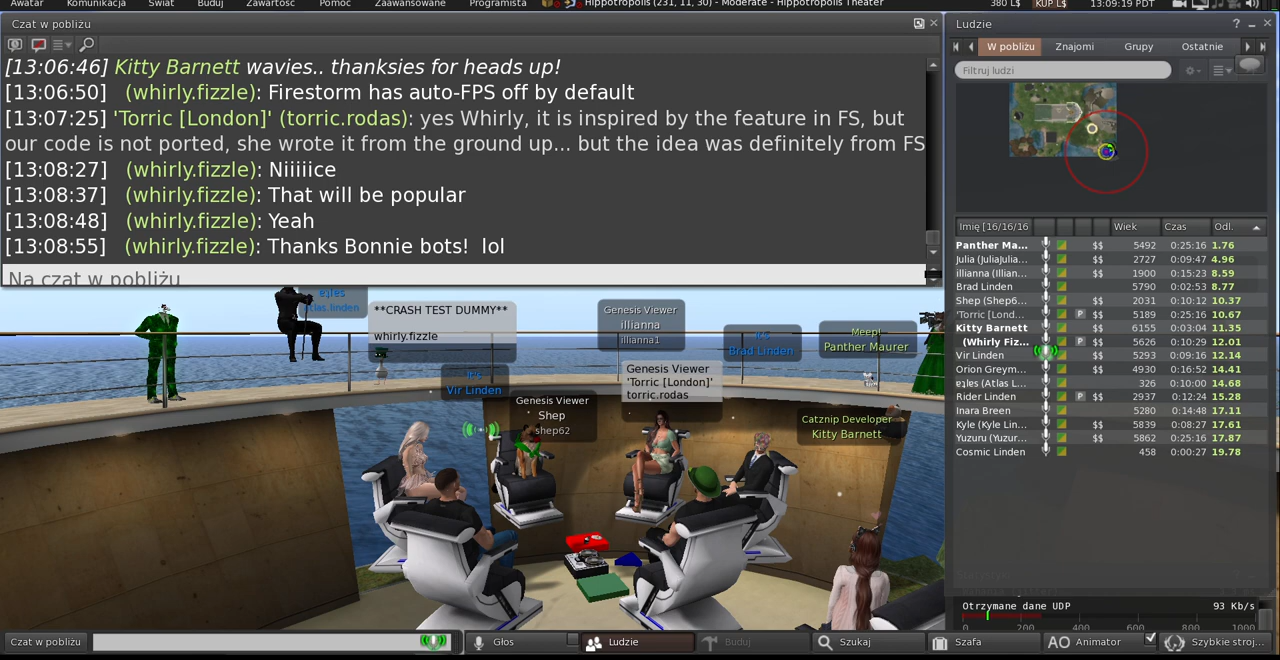 Awatar Komunikacja Świat Buduj Zawartość Pomoc Zaawansowane Programista Hippotropolis (231, 11, 30) - Moderate - Hippotropolis Theater 380 L$ KUP L$ 13:09:19 PDT
Czat w pobliżu
[13:06:46] Kitty Barnett wavies.. thanksies for heads up!
[13:06:50] (whirly.fizzle): Firestorm has auto-FPS off by default
[13:07:25] 'Torric [London]' (torric.rodas): yes Whirly, it is inspired by the feature in FS, but
our code is not ported, she wrote it from the ground up... but the idea was definitely from FS
[13:08:27] (whirly.fizzle): Niiiiice
[13:08:37] (whirly.fizzle): That will be popular
[13:08:48] (whirly.fizzle): Yeah
[13:08:55] (whirly.fizzle): Thanks Bonnie bots! lol
Na czat w pobliżu
Ludzie
W pobliżu Znajomi Grupy Ostatnie
Filtruj ludzi
Imię [16/16/16 Wiek Czas Odl.
Panther Ma... $$ 5492 0:25:16 1.76
Julia (JuliaJulia... $$ 2727 0:09:47 4.96
illianna (Illian... $$ 1900 0:15:23 8.59
Brad Linden 5790 0:02:53 8.77
Shep (Shep6... $$ 2031 0:10:12 10.37
'Torric [Lond... P $$ 5189 0:25:16 10.67
Kitty Barnett 6155 0:03:04 11.35
(Whirly Fiz... P $$ 5626 0:10:29 12.01
Vir Linden 5293 0:09:16 12.14
Orion Greym... $$ 4930 0:16:52 14.41
(Atlas L... 326 0:10:00 14.68
Rider Linden P $$ 2937 0:12:24 15.28
Inara Breen 5280 0:14:48 17.11
Kyle (Kyle Lin... $$ 5839 0:08:27 17.61
Yuzuru (Yuzur... $$ 5862 0:25:16 17.87
Cosmic Linden 458 0:00:27 19.78
atlas.linden
**CRASH TEST DUMMY**
whirly.fizzle
Genesis Viewer
illianna
illianna1
It's
Brad Linden
Meep!
Panther Maurer
It's
Vir Linden
Genesis Viewer
'Torric [London]'
torric.rodas
Genesis Viewer
Shep
shep62
Catznip Developer
Kitty Barnett
Otrzymane dane UDP 93 Kb/s
0 200 400 600 800 1000
Czat w pobliżu Głos Ludzie Buduj Szukaj Szafa AO Animator Szybkie stroj...